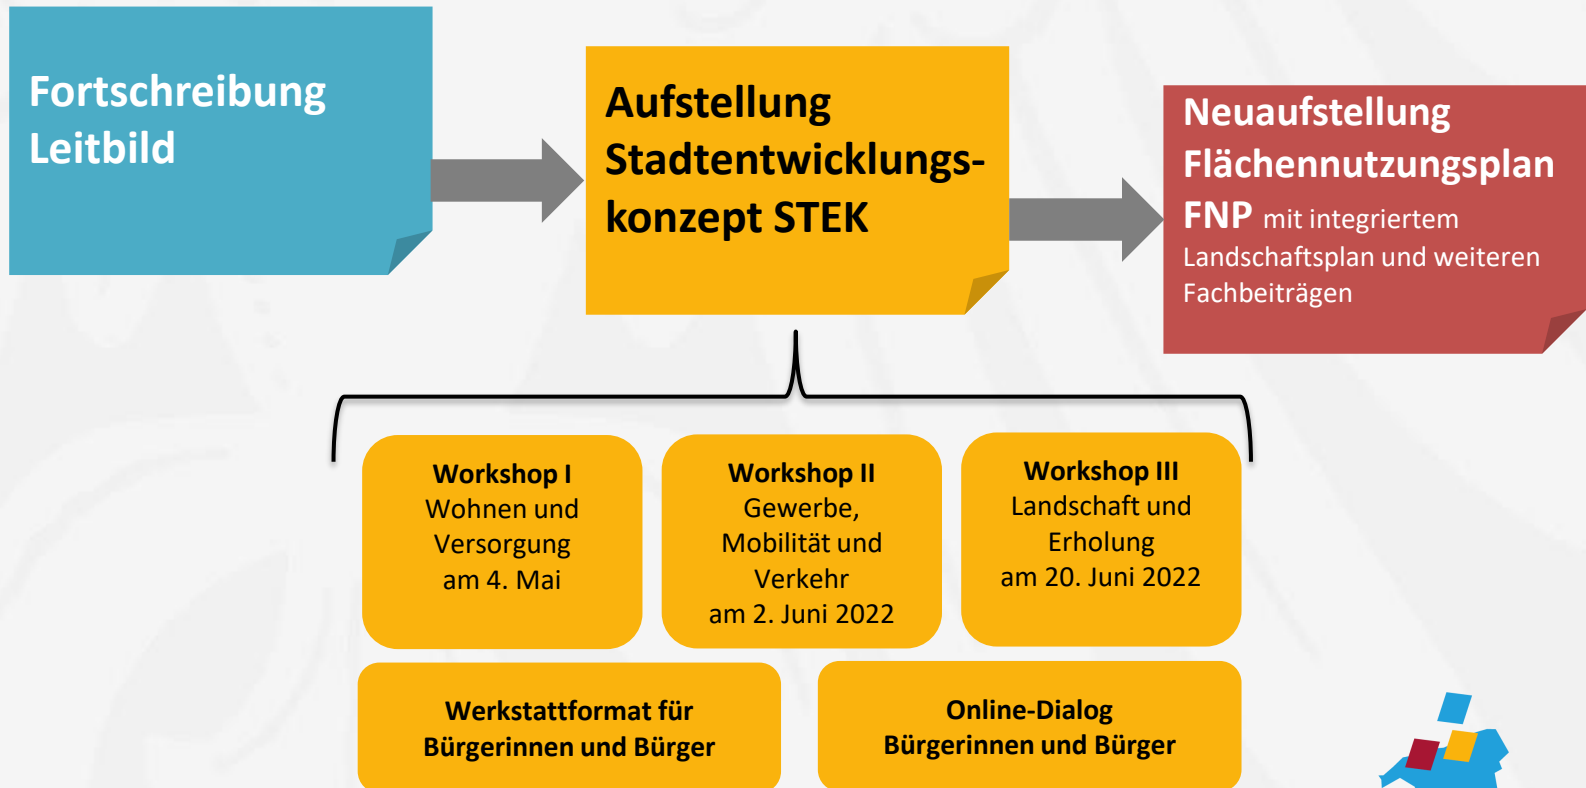 Fortschreibung
Leitbild
Aufstellung
Stadtentwicklungs-
konzept STEK
Neuaufstellung
Flächennutzungsplan
FNP mit integriertem
Landschaftsplan und weiteren
Fachbeiträgen
Workshop I
Wohnen und
Versorgung
am 4. Mai
Workshop II
Gewerbe,
Mobilität und
Verkehr
am 2. Juni 2022
Workshop III
Landschaft und
Erholung
am 20. Juni 2022
Werkstattformat für
Bürgerinnen und Bürger
Online-Dialog
Bürgerinnen und Bürger